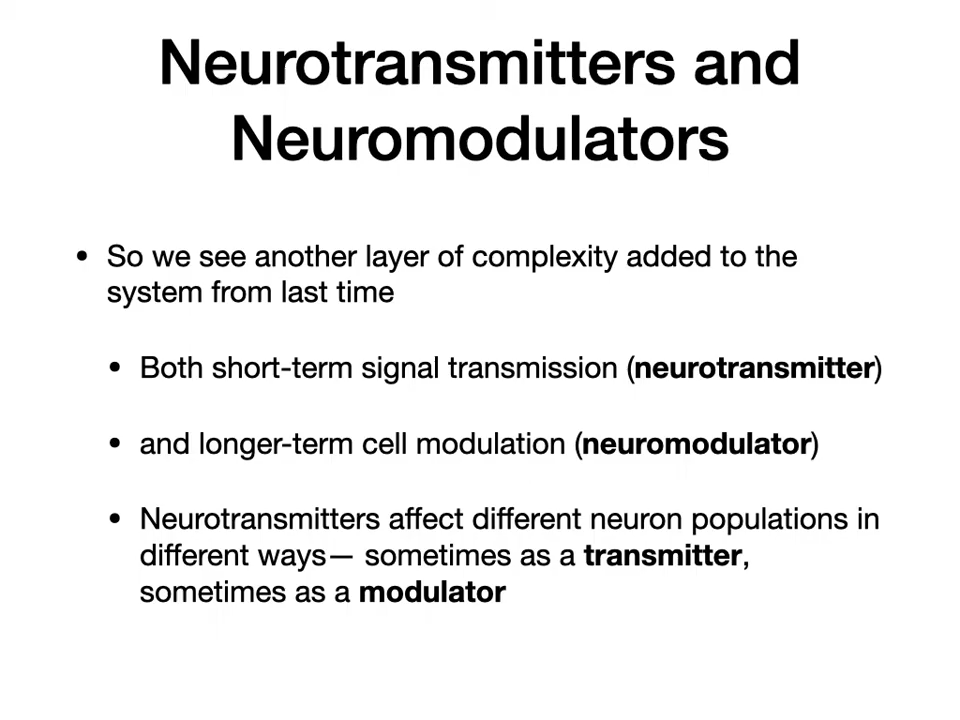 Neurotransmitters and
Neuromodulators
• So we see another layer of complexity added to the
system from last time
• Both short-term signal transmission (neurotransmitter)
• and longer-term cell modulation (neuromodulator)
• Neurotransmitters affect different neuron populations in
different ways— sometimes as a transmitter,
sometimes as a modulator